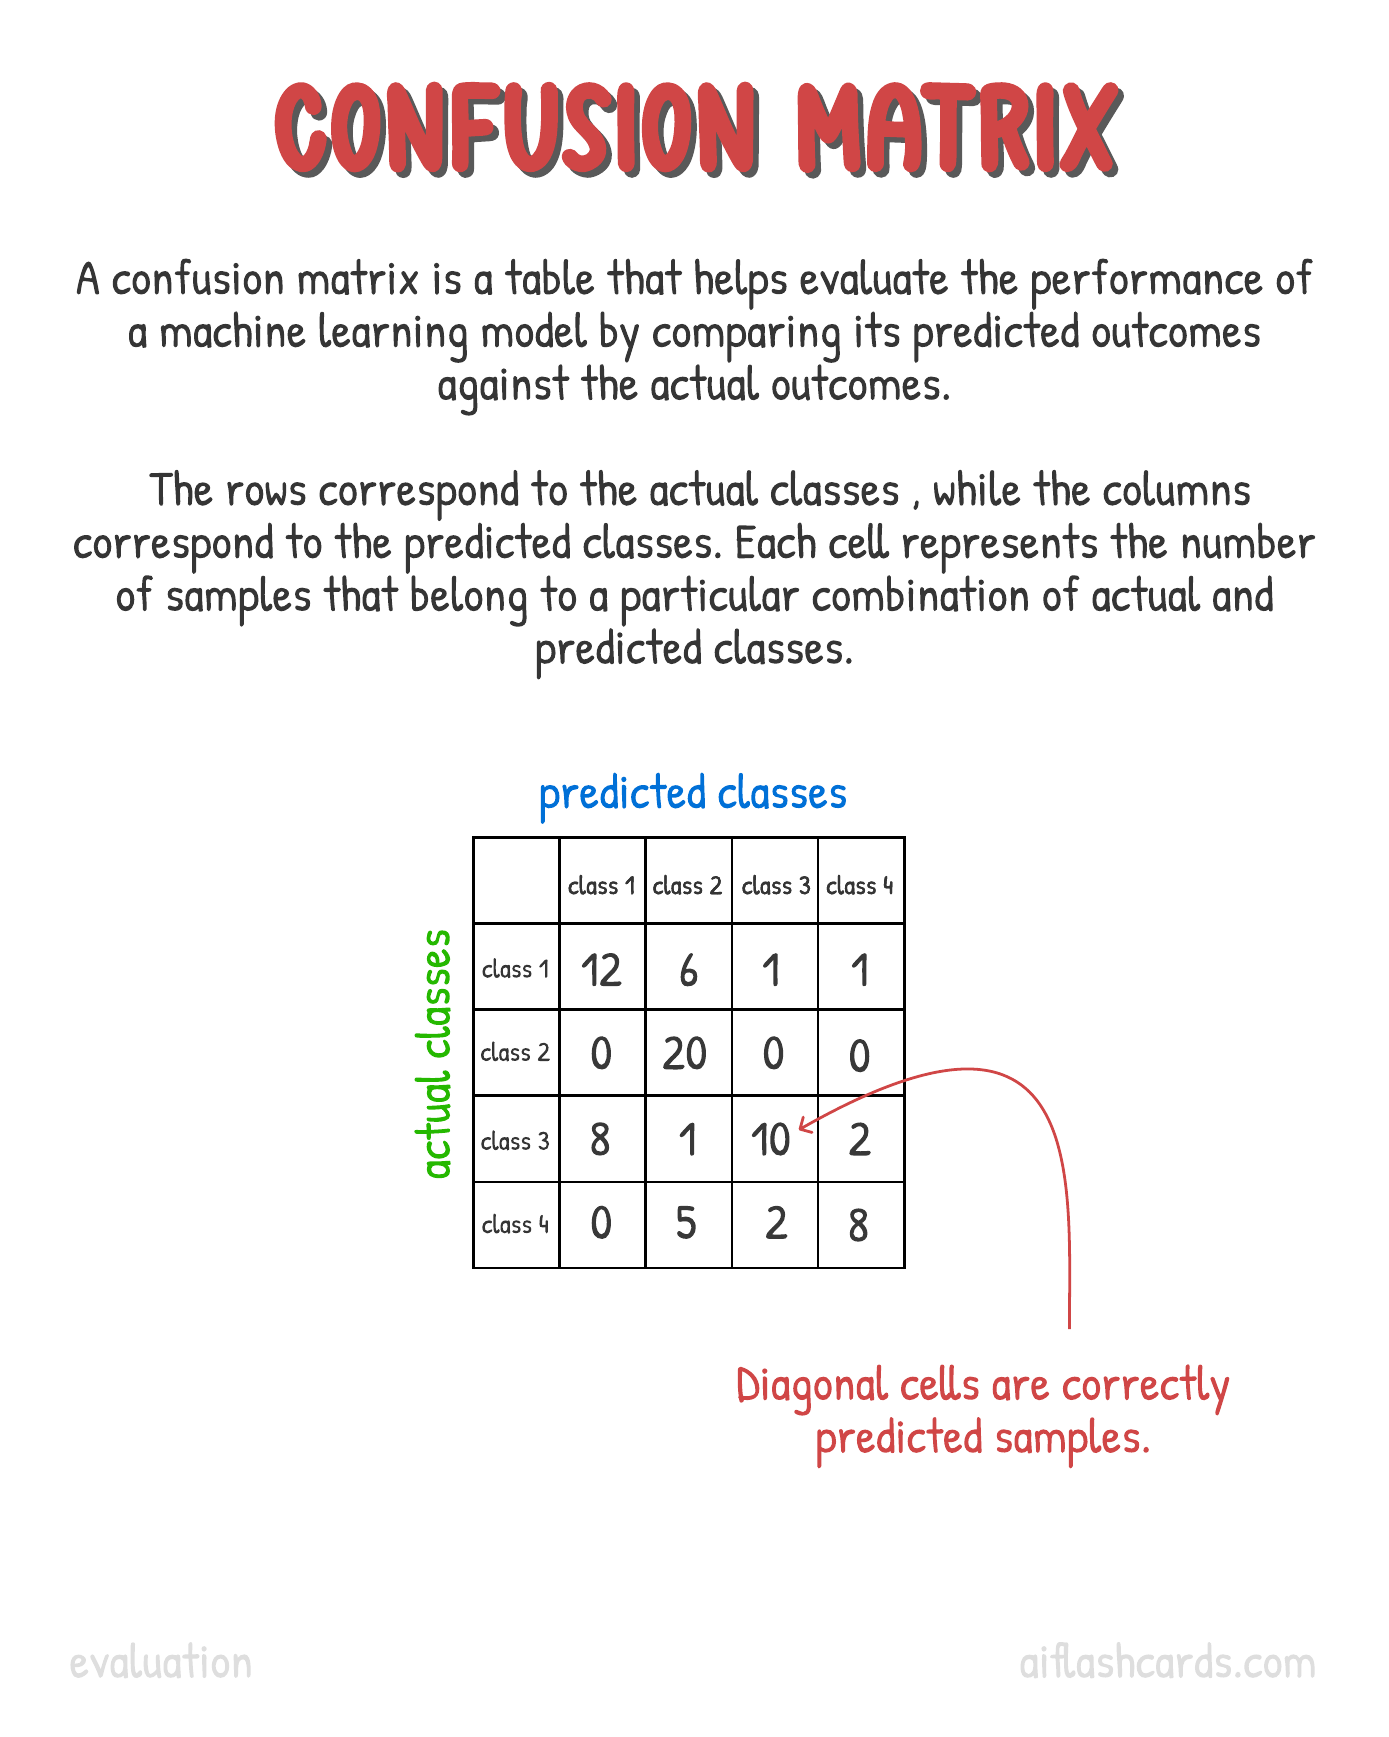 CONFUSION MATRIX
A confusion matrix is a table that helps evaluate the performance of
a machine learning model by comparing its predicted outcomes
against the actual outcomes.
The rows correspond to the actual classes , while the columns
correspond to the predicted classes. Each cell represents the number
of samples that belong to a particular combination of actual and
predicted classes.
predicted classes
class 1 class 2 class 3 class 4
actual classes
class 1 12 6 1 1
class 2 0 20 0 0
class 3 8 1 10 2
class 4 0 5 2 8
Diagonal cells are correctly
predicted samples.
evaluation
aiflashcards.com